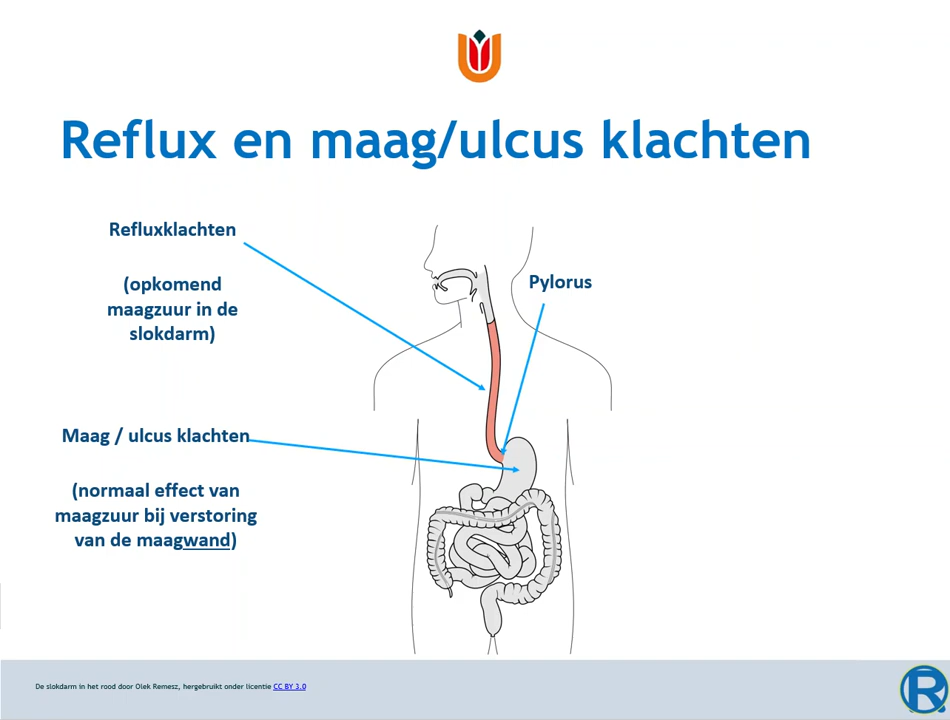 Reflux en maag/ulcus klachten
Refluxklachten
(opkomend
maagzuur in de
slokdarm)
Pylorus
Maag / ulcus klachten
(normaal effect van
maagzuur bij verstoring
van de maagwand)
De slokdarm in het rood door Olek Remesz, hergebruikt onder licentie CC BY 3.0
R